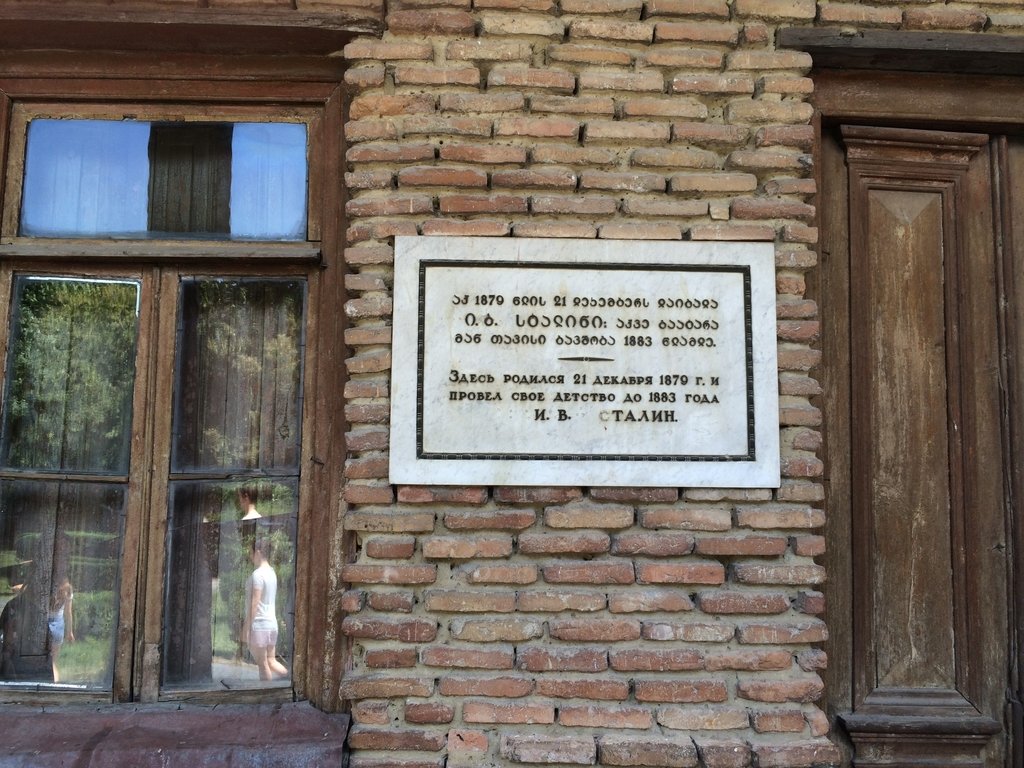 აქ 1879 წლის 21 დეკემბერს დაიბადა
ი. ბ. სტალინი; აქვე გაატარა
მან თავისი ბავშობა 1883 წლამდე.
Здесь родился 21 декабря 1879 г. и
провел свое детство до 1883 года
И. В. Сталин.